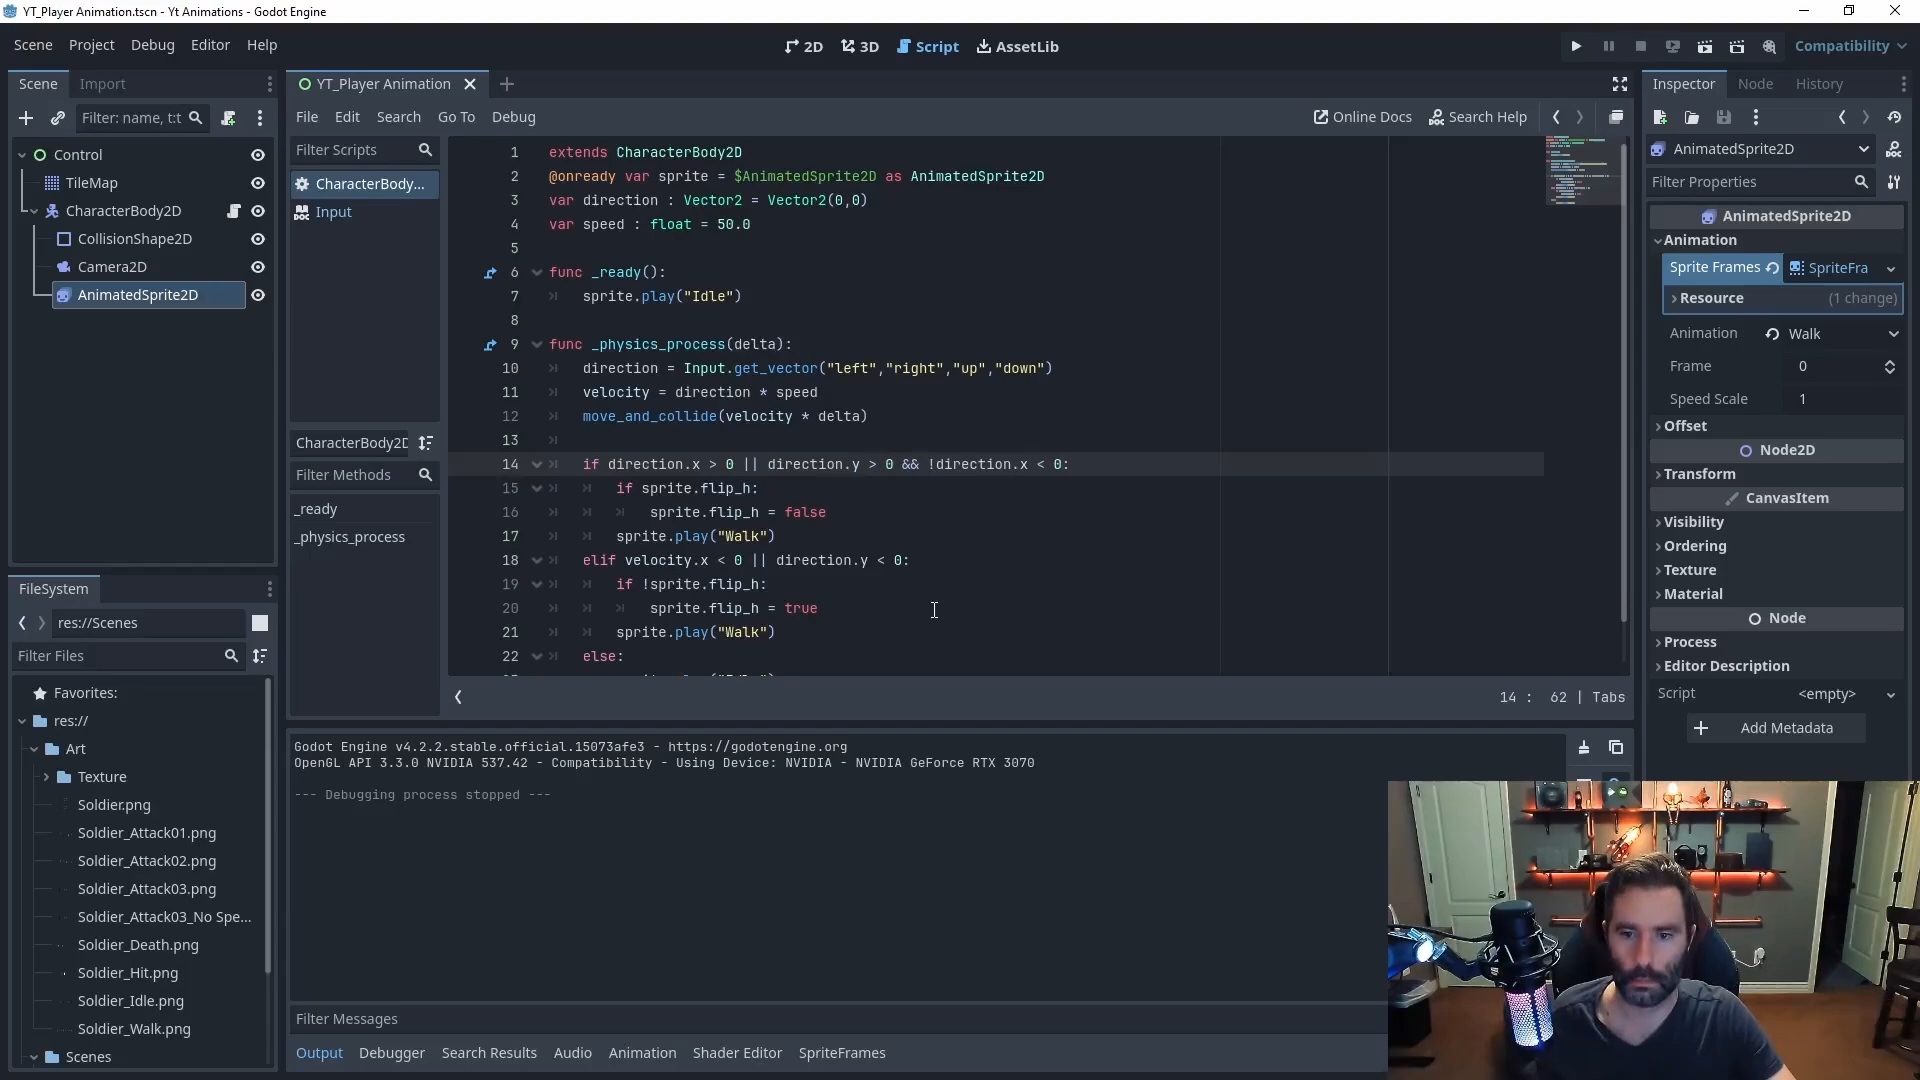 YT_Player Animation.tscn - Yt Animations - Godot Engine
Scene Project Debug Editor Help
2D 3D Script AssetLib
Compatibility
Scene Import
Filter: name, t:t
Control
TileMap
CharacterBody2D
CollisionShape2D
Camera2D
AnimatedSprite2D
FileSystem
res://Scenes
Filter Files
Favorites:
res://
Art
Texture
Soldier.png
Soldier_Attack01.png
Soldier_Attack02.png
Soldier_Attack03.png
Soldier_Attack03_No Spe...
Soldier_Death.png
Soldier_Hit.png
Soldier_Idle.png
Soldier_Walk.png
Scenes
YT_Player Animation
File Edit Search Go To Debug
Online Docs Search Help
Filter Scripts
CharacterBody...
Input
CharacterBody2D
Filter Methods
_ready
_physics_process
1 extends CharacterBody2D
2 @onready var sprite = $AnimatedSprite2D as AnimatedSprite2D
3 var direction : Vector2 = Vector2(0,0)
4 var speed : float = 50.0
5
6 func _ready():
7 sprite.play("Idle")
8
9 func _physics_process(delta):
10 direction = Input.get_vector("left","right","up","down")
11 velocity = direction * speed
12 move_and_collide(velocity * delta)
13
14 if direction.x > 0 || direction.y > 0 && !direction.x < 0:
15 if sprite.flip_h:
16 sprite.flip_h = false
17 sprite.play("Walk")
18 elif velocity.x < 0 || direction.y < 0:
19 if !sprite.flip_h:
20 sprite.flip_h = true
21 sprite.play("Walk")
22 else:
14 : 62 | Tabs
Godot Engine v4.2.2.stable.official.15073afe3 - https://godotengine.org
OpenGL API 3.3.0 NVIDIA 537.42 - Compatibility - Using Device: NVIDIA - NVIDIA GeForce RTX 3070
--- Debugging process stopped ---
Filter Messages
Output Debugger Search Results Audio Animation Shader Editor SpriteFrames
Inspector Node History
AnimatedSprite2D
Filter Properties
AnimatedSprite2D
Animation
Sprite Frames SpriteFra
Resource (1 change)
Animation Walk
Frame 0
Speed Scale 1
Offset
Node2D
Transform
CanvasItem
Visibility
Ordering
Texture
Material
Node
Process
Editor Description
Script <empty>
Add Metadata